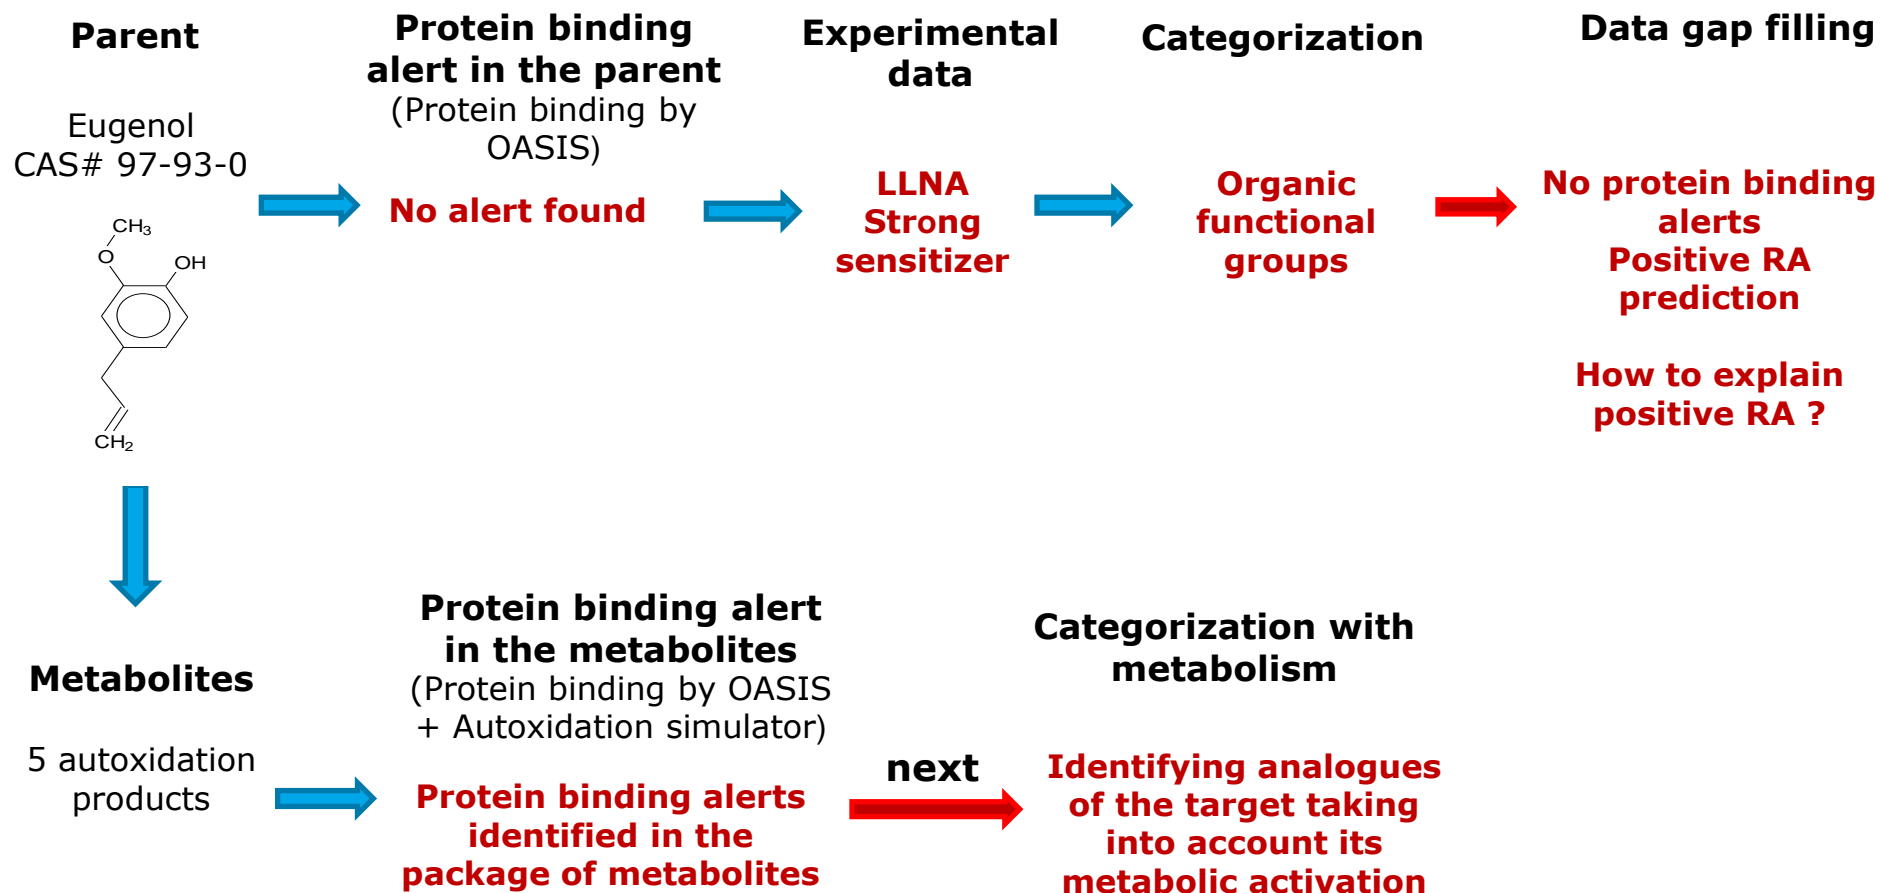 Parent
Eugenol
CAS# 97-93-0
CH3
O
OH
CH2
Protein binding
alert in the parent
(Protein binding by
OASIS)
No alert found
Experimental
data
LLNA
Strong
sensitizer
Categorization
Organic
functional
groups
Data gap filling
No protein binding
alerts
Positive RA
prediction
How to explain
positive RA ?
Metabolites
5 autoxidation
products
Protein binding alert
in the metabolites
(Protein binding by OASIS
+ Autoxidation simulator)
Protein binding alerts
identified in the
package of metabolites
next
Categorization with
metabolism
Identifying analogues
of the target taking
into account its
metabolic activation